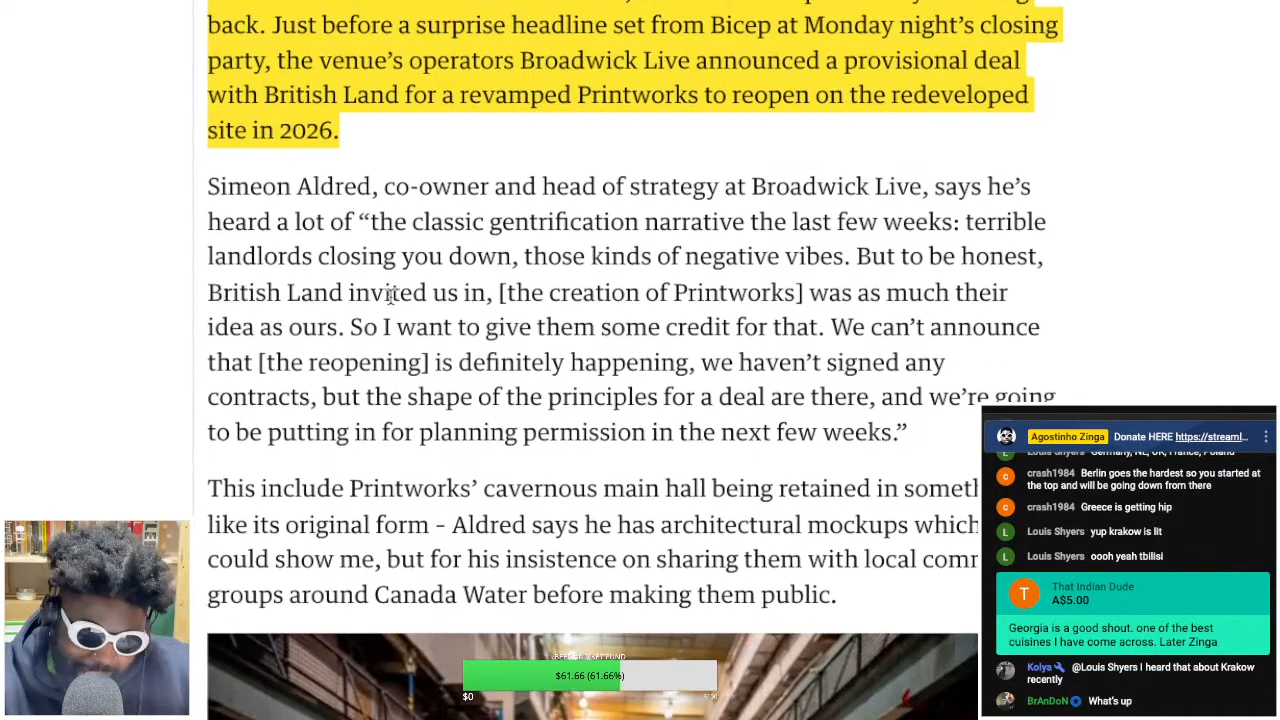 back. Just before a surprise headline set from Bicep at Monday night’s closing
party, the venue’s operators Broadwick Live announced a provisional deal
with British Land for a revamped Printworks to reopen on the redeveloped
site in 2026.
Simeon Aldred, co-owner and head of strategy at Broadwick Live, says he’s
heard a lot of “the classic gentrification narrative the last few weeks: terrible
landlords closing you down, those kinds of negative vibes. But to be honest,
British Land invited us in, [the creation of Printworks] was as much their
idea as ours. So I want to give them some credit for that. We can’t announce
that [the reopening] is definitely happening, we haven’t signed any
contracts, but the shape of the principles for a deal are there, and we’re going
to be putting in for planning permission in the next few weeks.”
This include Printworks’ cavernous main hall being retained in someth
like its original form – Aldred says he has architectural mockups which
could show me, but for his insistence on sharing them with local comm
groups around Canada Water before making them public.
Agostinho Zinga Donate HERE https://streaml...
Louis Shyers Germany, NL, UK, France, Poland
crash1984 Berlin goes the hardest so you started
at the top and will be going down from there
crash1984 Greece is getting hip
Louis Shyers yup krakow is lit
Louis Shyers oooh yeah tbilisi
T That Indian Dude
A$5.00
Georgia is a good shout. one of the best
cuisines I have come across. Later Zinga
Kolya @Louis Shyers I heard that about Krakow
recently
BrAnDoN What’s up
$61.66 (61.66%)
$0